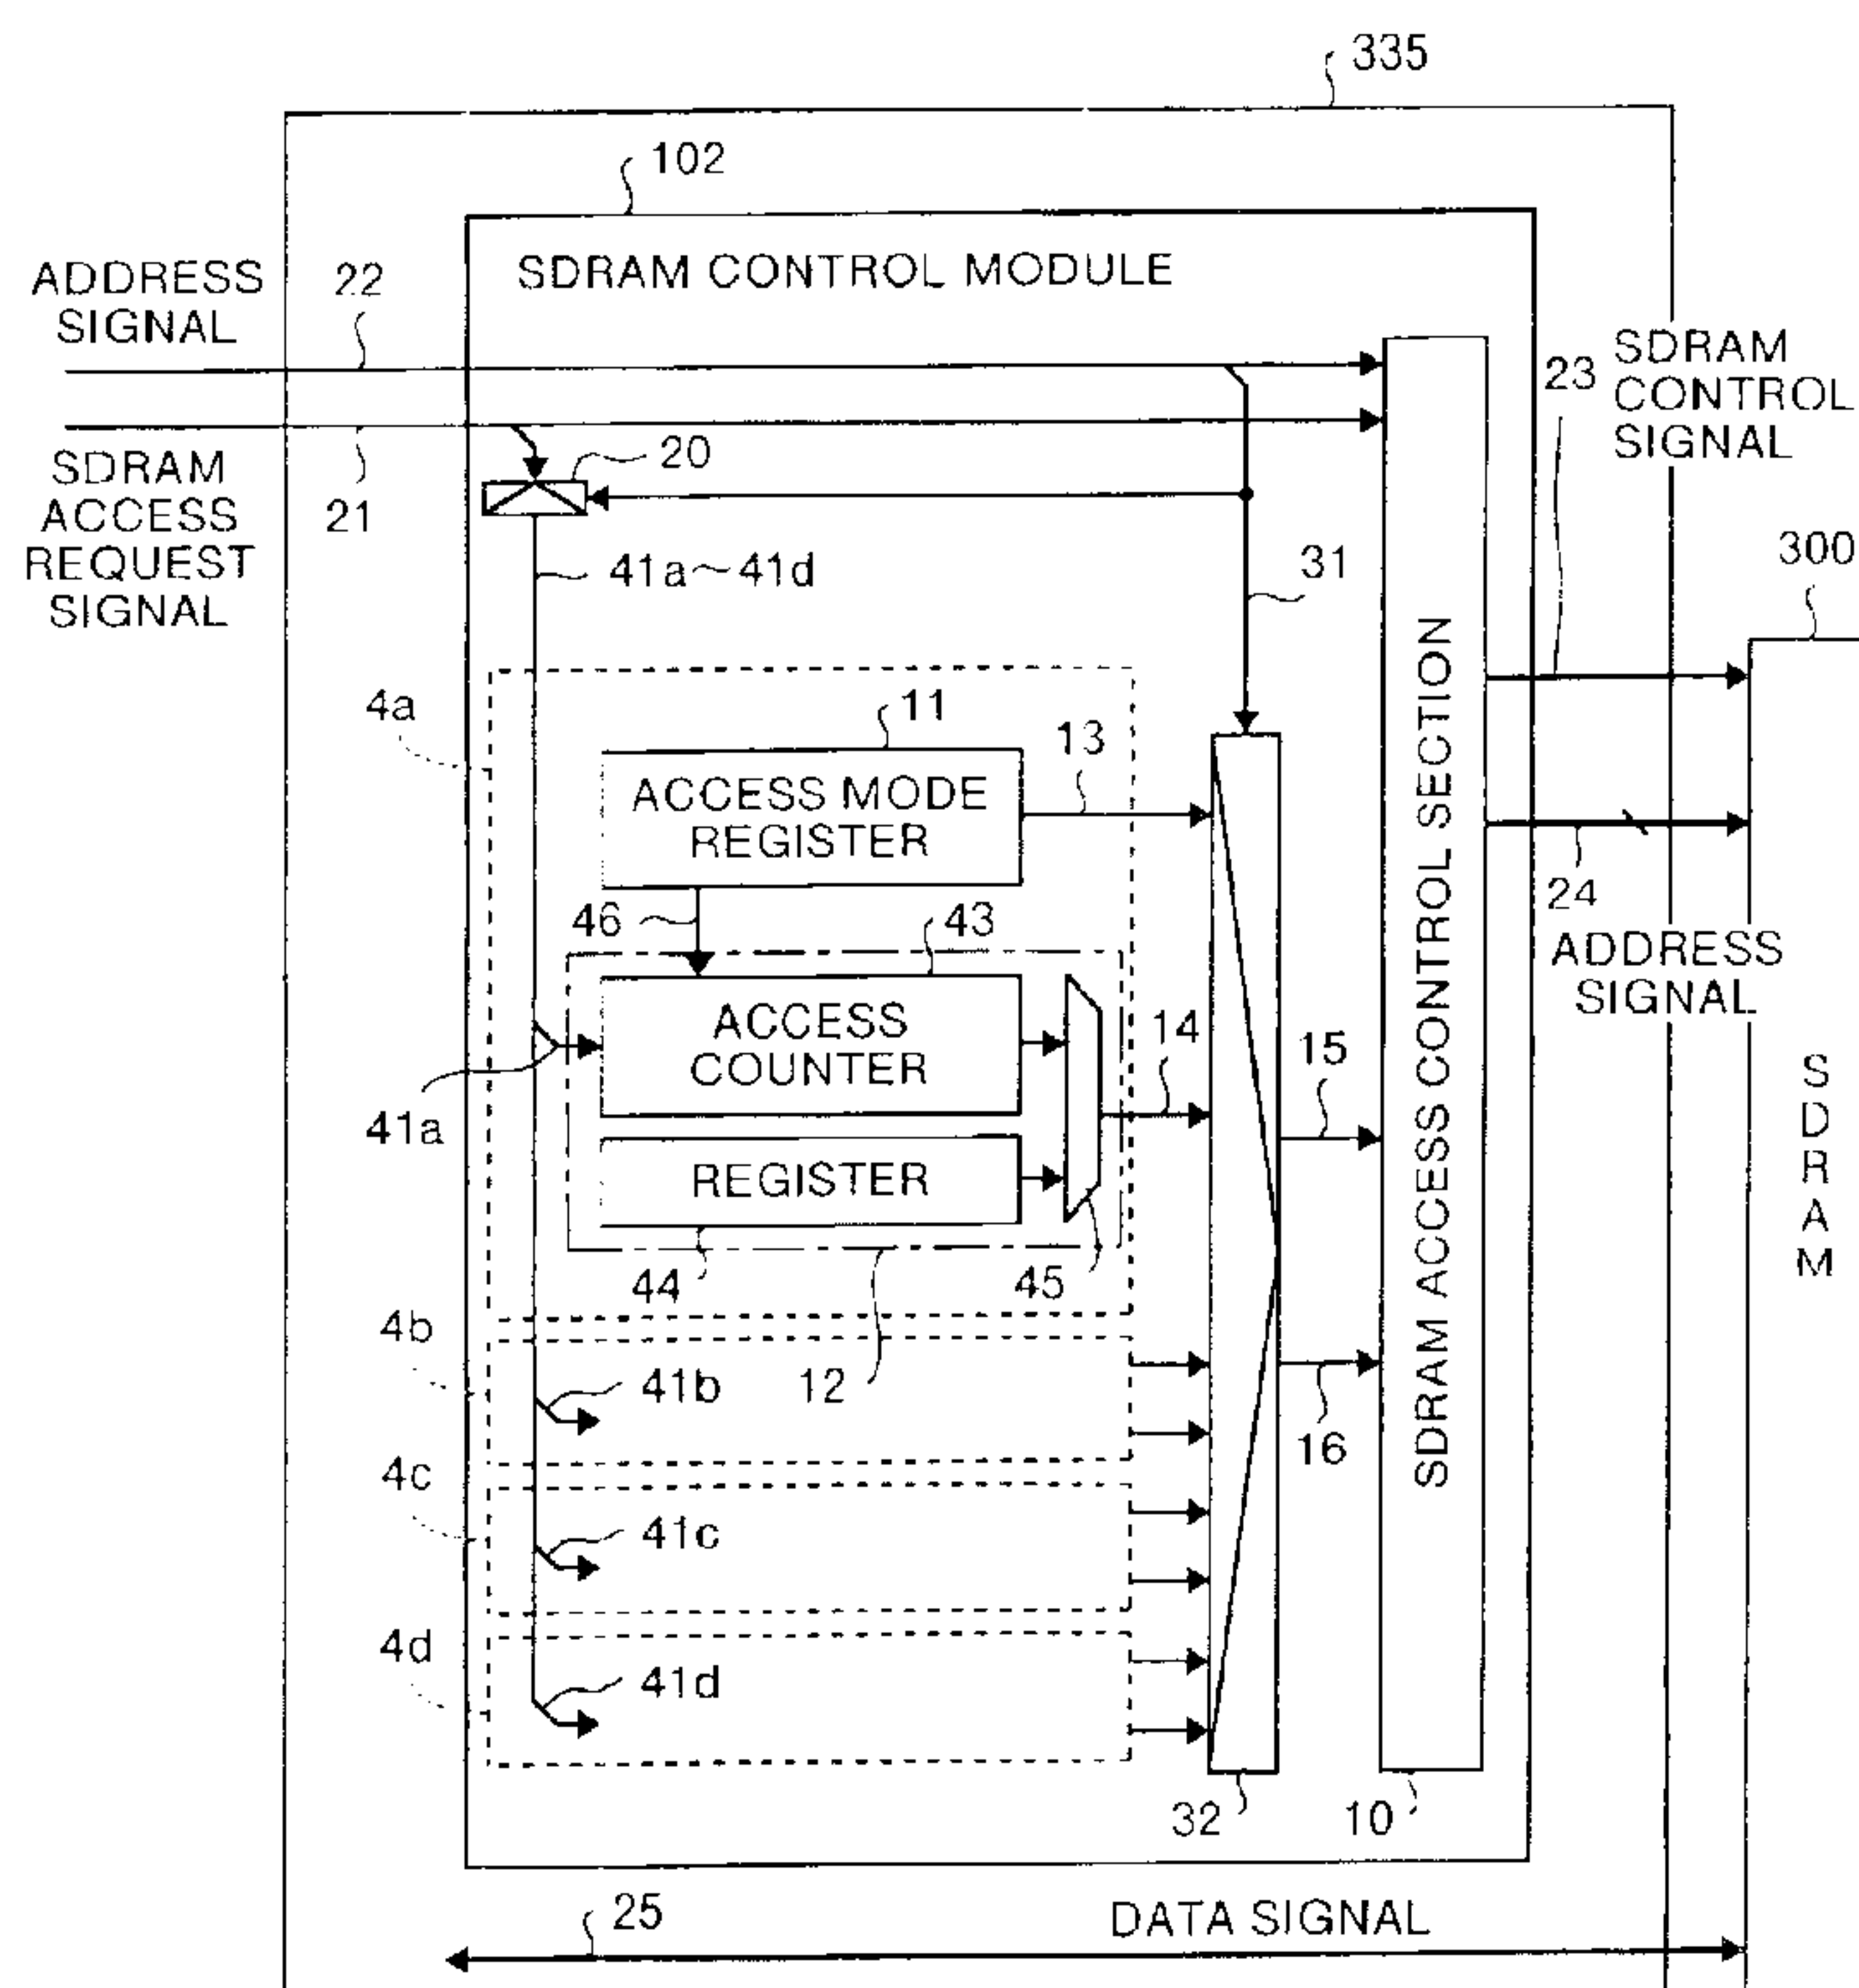 335
102
SDRAM CONTROL MODULE
ADDRESS
SIGNAL
22
23
SDRAM
CONTROL
SIGNAL
SDRAM
ACCESS
REQUEST
SIGNAL
21
20
41a~41d
31
300
4a
11
13
ACCESS MODE
REGISTER
46
43
24
ADDRESS
SIGNAL
ACCESS
COUNTER
14
15
41a
REGISTER
44
45
4b
41b
12
16
4c
41c
4d
41d
32
10
SDRAM ACCESS CONTROL SECTION
S
D
R
A
M
25
DATA SIGNAL